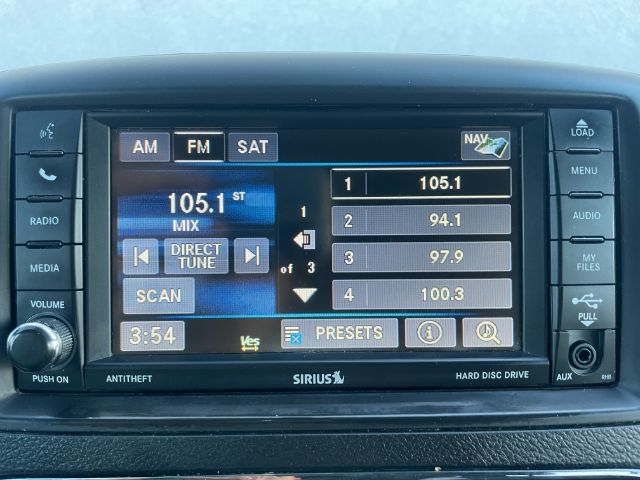 LOAD
AM FM SAT NAV
MENU
1 105.1
105.1 ST
MIX
1
2 94.1
RADIO
AUDIO
DIRECT
TUNE
of 3
3 97.9
MEDIA
MY
FILES
SCAN
4 100.3
VOLUME
PULL
3:54
Yes
PRESETS
PUSH ON
ANTITHEFT
SIRIUS
HARD DISC DRIVE
AUX
RHB